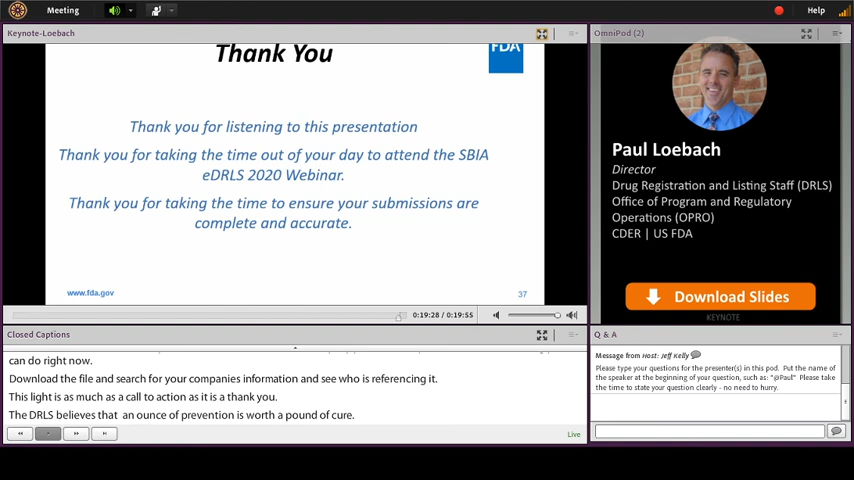 Meeting
Help
Keynote-Loebach
OmniPod (2)
Thank You
FDA
Thank you for listening to this presentation
Thank you for taking the time out of your day to attend the SBIA
eDRLS 2020 Webinar.
Thank you for taking the time to ensure your submissions are
complete and accurate.
www.fda.gov
37
0:19:28 / 0:19:55
Paul Loebach
Director
Drug Registration and Listing Staff (DRLS)
Office of Program and Regulatory
Operations (OPRO)
CDER | US FDA
Download Slides
KEYNOTE
Closed Captions
can do right now.
Download the file and search for your companies information and see who is referencing it.
This light is as much as a call to action as it is a thank you.
The DRLS believes that an ounce of prevention is worth a pound of cure.
Live
Q & A
Message from Host: Jeff Kelly
Please type your questions for the presenter(s) in this pod. Put the name of
the speaker at the beginning of your question, such as: "@Paul" Please take
the time to state your question clearly - no need to hurry.